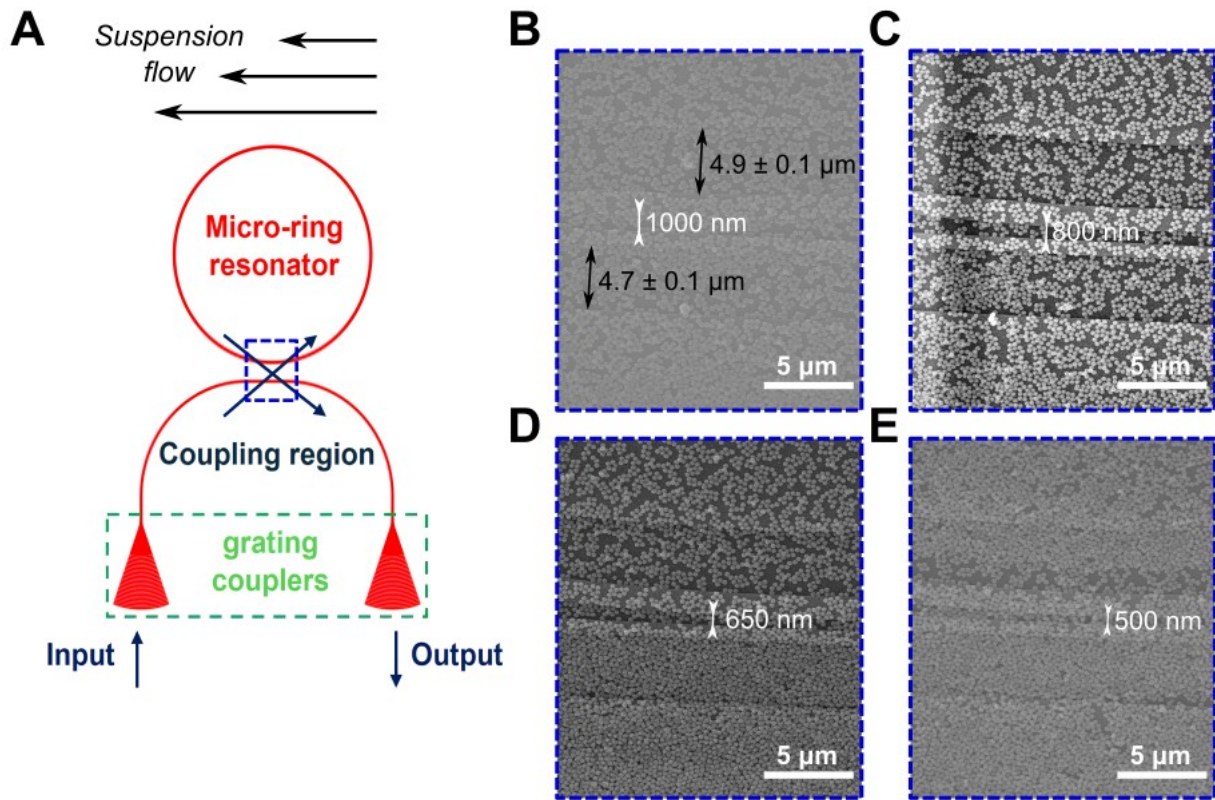 A
Suspension
flow
Micro-ring
resonator
Coupling region
grating
couplers
Input
Output
B
4.9 ± 0.1 µm
1000 nm
4.7 ± 0.1 µm
5 µm
C
800 nm
5 µm
D
650 nm
5 µm
E
500 nm
5 µm